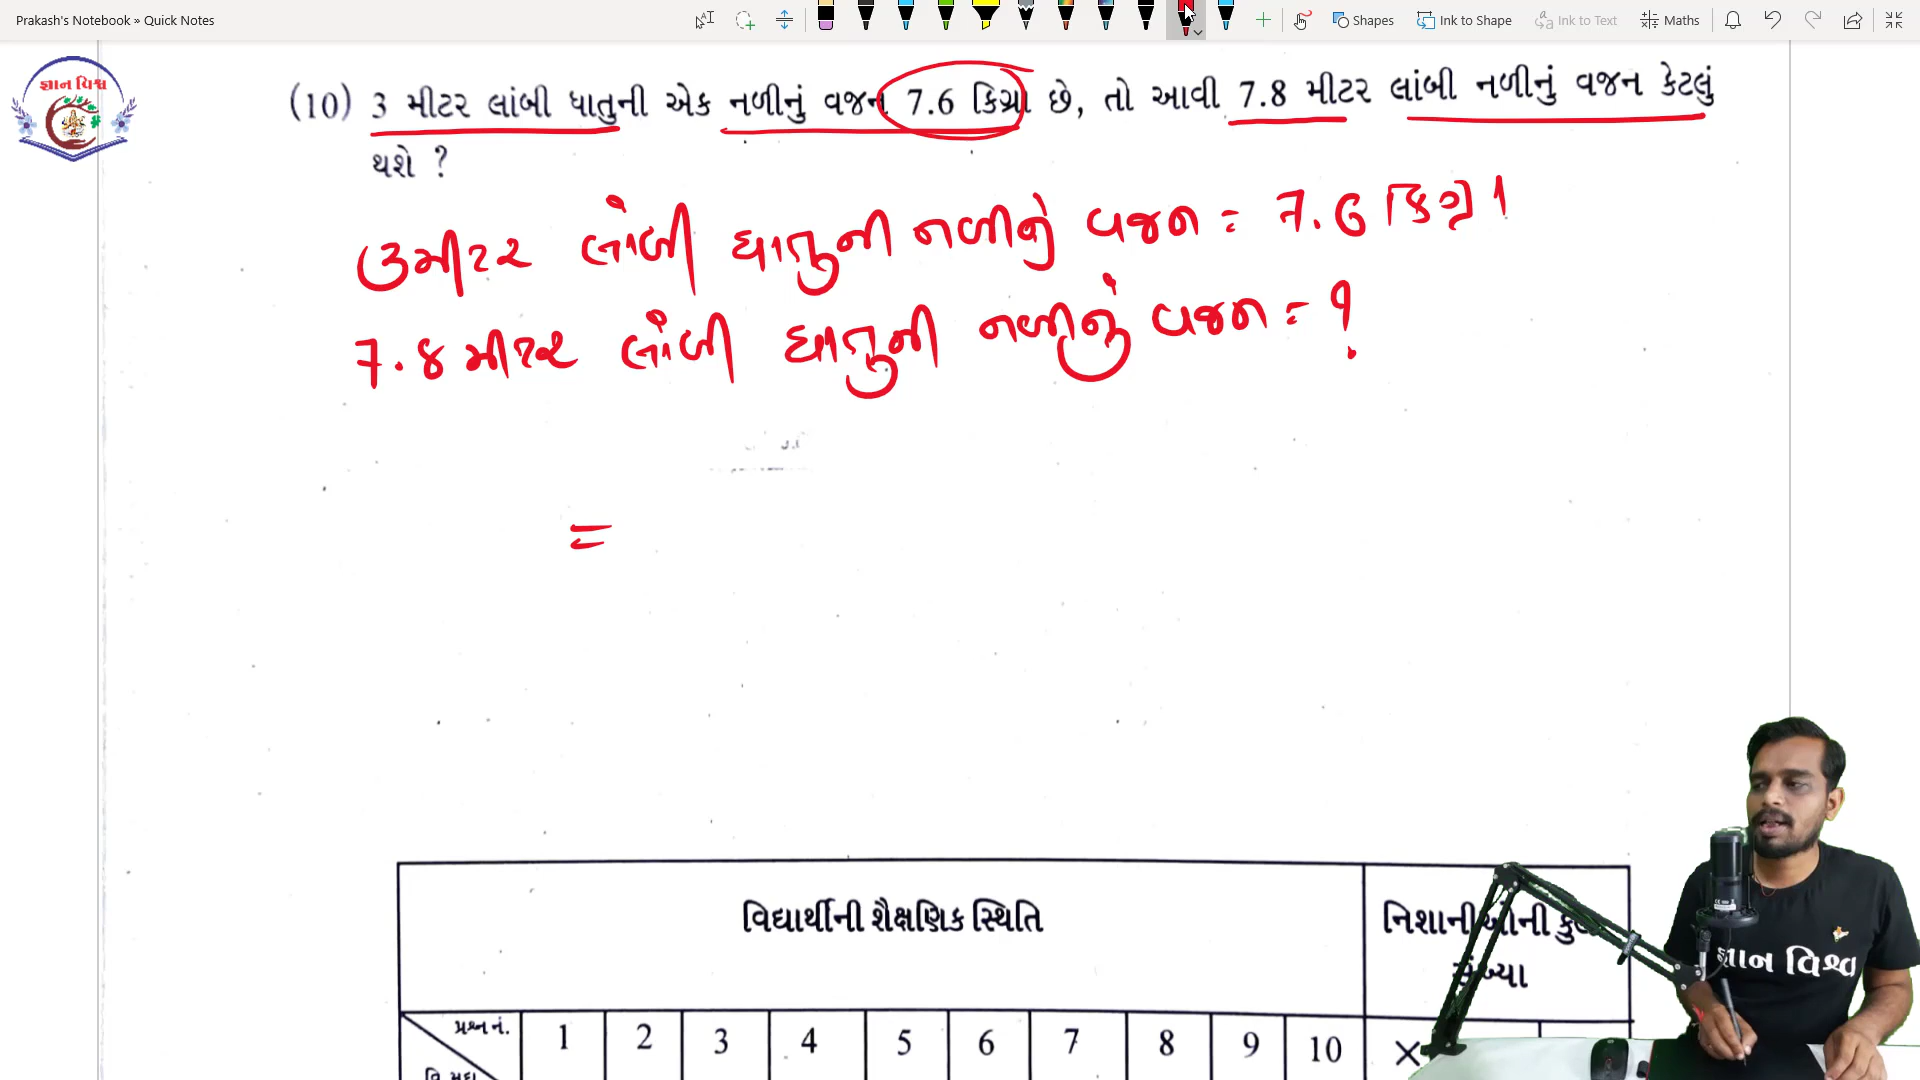 Prakash's Notebook » Quick Notes
Shapes
Ink to Shape
Ink to Text
Maths
જ્ઞાન વિશ્વ
(10) 3 મીટર લાંબી ધાતુની એક નળીનું વજન 7.6 કિગ્રા છે, તો આવી 7.8 મીટર લાંબી નળીનું વજન કેટલું
થશે ?
3 મીટર લાંબી ધાતુની નળીનું વજન = 7.6 કિગ્રા
7.8 મીટર લાંબી ધાતુની નળીનું વજન = ?
=
વિદ્યાર્થીની શૈક્ષણિક સ્થિતિ
પ્રશ્ન નં. 1 2 3 4 5 6 7 8 9 10 ×
જ્ઞાન વિશ્વ